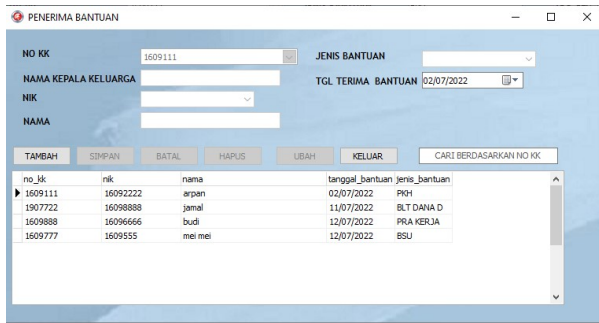 PENERIMA BANTUAN
NO KK 1609111 JENIS BANTUAN
NAMA KEPALA KELUARGA TGL TERIMA BANTUAN 02/07/2022
NIK
NAMA
TAMBAH SIMPAN BATAL HAPUS UBAH KELUAR CARI BERDASARKAN NO KK
no_kk nik nama tanggal_bantuan jenis_bantuan
1609111 16092222 arpan 02/07/2022 PKH
1907722 16098888 jamal 11/07/2022 BLT DANA D
1609888 16096666 budi 12/07/2022 PRA KERJA
1609777 1609555 mei mei 12/07/2022 BSU